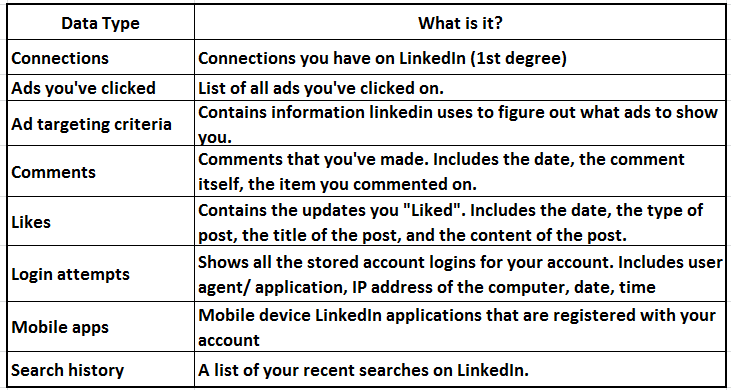 Data Type
What is it?
Connections
Connections you have on LinkedIn (1st degree)
Ads you've clicked
List of all ads you've clicked on.
Ad targeting criteria
Contains information linkedin uses to figure out what ads to show
you.
Comments
Comments that you've made. Includes the date, the comment
itself, the item you commented on.
Likes
Contains the updates you "Liked". Includes the date, the type of
post, the title of the post, and the content of the post.
Login attempts
Shows all the stored account logins for your account. Includes user
agent/ application, IP address of the computer, date, time
Mobile apps
Mobile device LinkedIn applications that are registered with your
account
Search history
A list of your recent searches on LinkedIn.